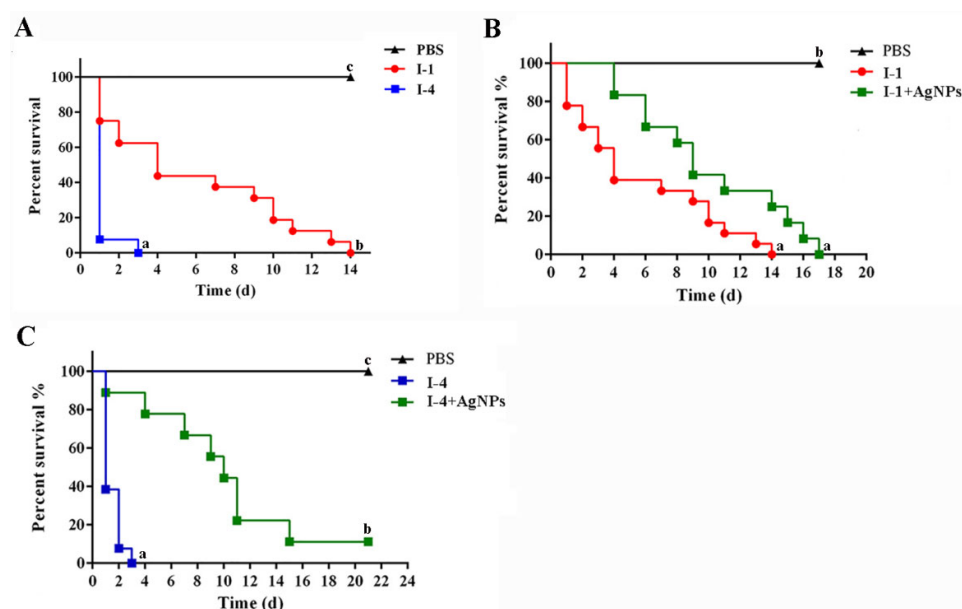 A
PBS
I-1
I-4
Percent survival
100
80
60
40
20
0
c
a
b
2 4 6 8 10 12 14 16
Time (d)
B
PBS
I-1
I-1+AgNPs
Percent survival %
100
80
60
40
20
0
b
a
a
0 2 4 6 8 10 12 14 16 18 20
Time (d)
C
PBS
I-4
I-4+AgNPs
Percent survival %
100
80
60
40
20
0
c
b
a
0 2 4 6 8 10 12 14 16 18 20 22 24
Time (d)